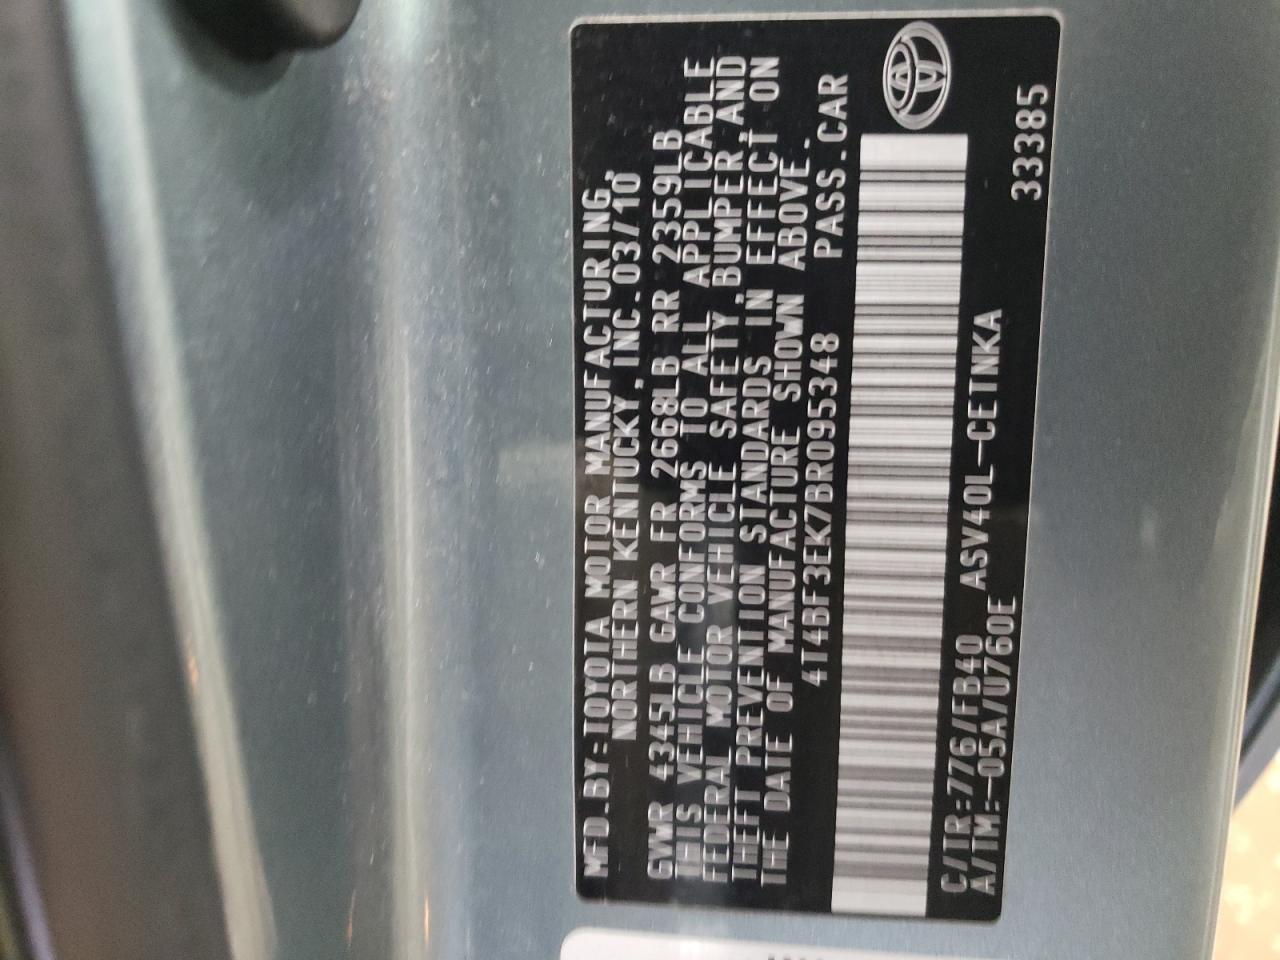 MFD.BY:TOYOTA MOTOR MANUFACTURING,
NORTHERN KENTUCKY,INC.03/10
GVWR 4345LB GAWR FR 2668LB RR 2359LB
THIS VEHICLE CONFORMS TO ALL APPLICABLE
FEDERAL MOTOR VEHICLE SAFETY,BUMPER,AND
THEFT PREVENTION STANDARDS IN EFFECT ON
THE DATE OF MANUFACTURE SHOWN ABOVE.
4T4BF3EK7BR095348 PASS.CAR
C/TR:776/FB40 ASV40L-CETNKA
A/TM:-05A/U760E
33385